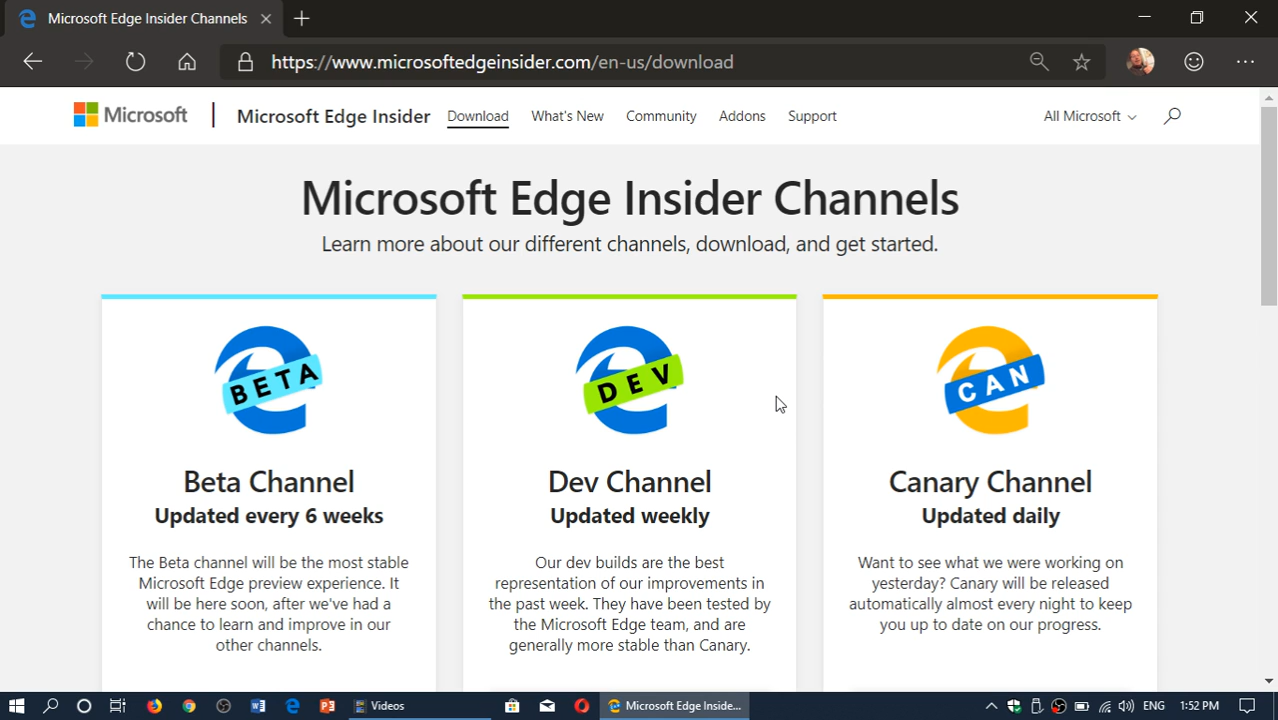 Microsoft Edge Insider Channels
https://www.microsoftedgeinsider.com/en-us/download
Microsoft
Microsoft Edge Insider
Download
What's New
Community
Addons
Support
All Microsoft
Microsoft Edge Insider Channels
Learn more about our different channels, download, and get started.
BETA
Beta Channel
Updated every 6 weeks
The Beta channel will be the most stable
Microsoft Edge preview experience. It
will be here soon, after we've had a
chance to learn and improve in our
other channels.
DEV
Dev Channel
Updated weekly
Our dev builds are the best
representation of our improvements in
the past week. They have been tested by
the Microsoft Edge team, and are
generally more stable than Canary.
CAN
Canary Channel
Updated daily
Want to see what we were working on
yesterday? Canary will be released
automatically almost every night to keep
you up to date on our progress.
Videos
Microsoft Edge Inside...
ENG
1:52 PM